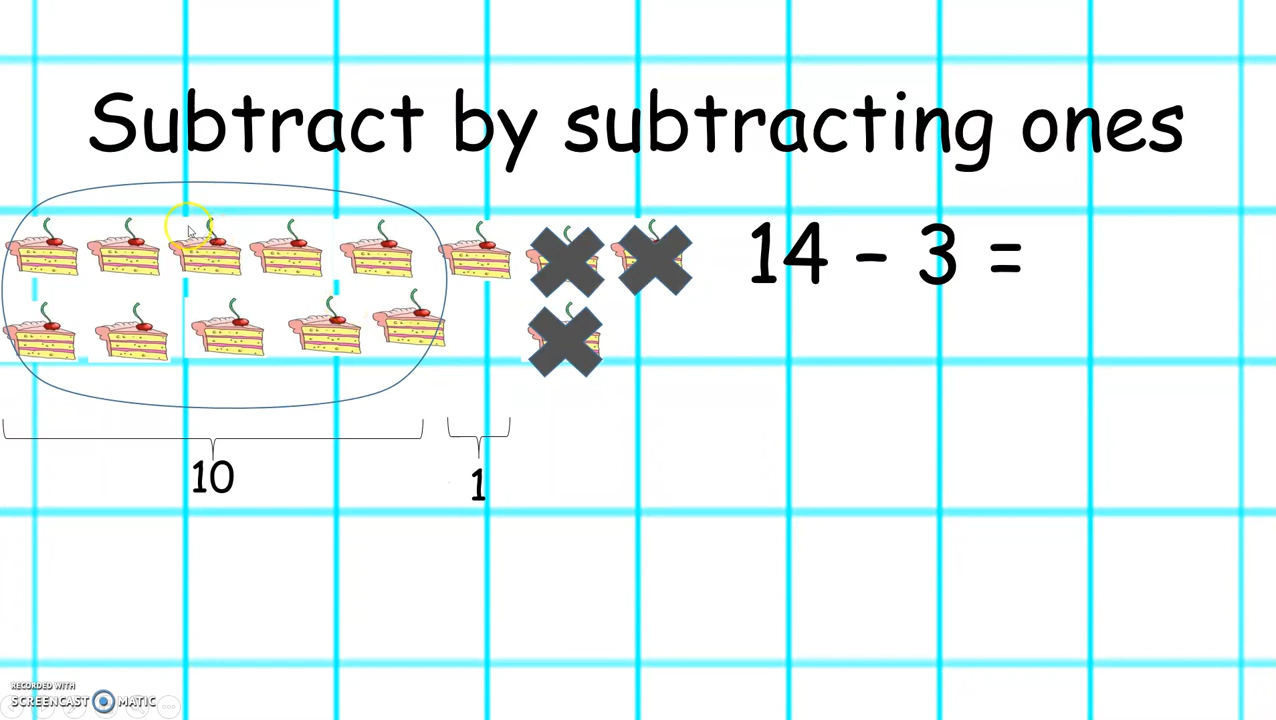 Subtract by subtracting ones
14 – 3 =
10
1
RECORDED WITH
SCREENCAST MATIC